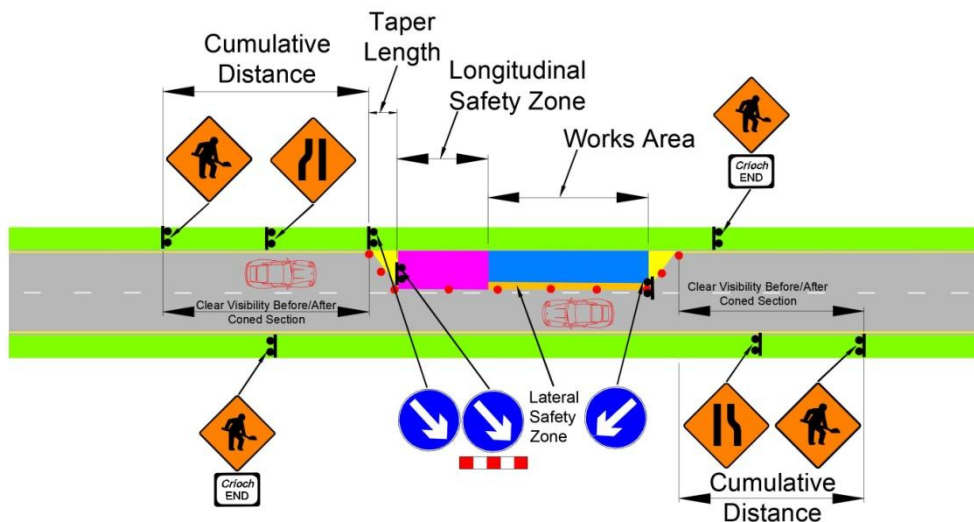 Taper
Length
Cumulative
Distance
Longitudinal
Safety Zone
Works Area
Críoch
END
Clear Visibility Before/After
Coned Section
Clear Visibility Before/After
Coned Section
Lateral
Safety
Zone
Críoch
END
Cumulative
Distance